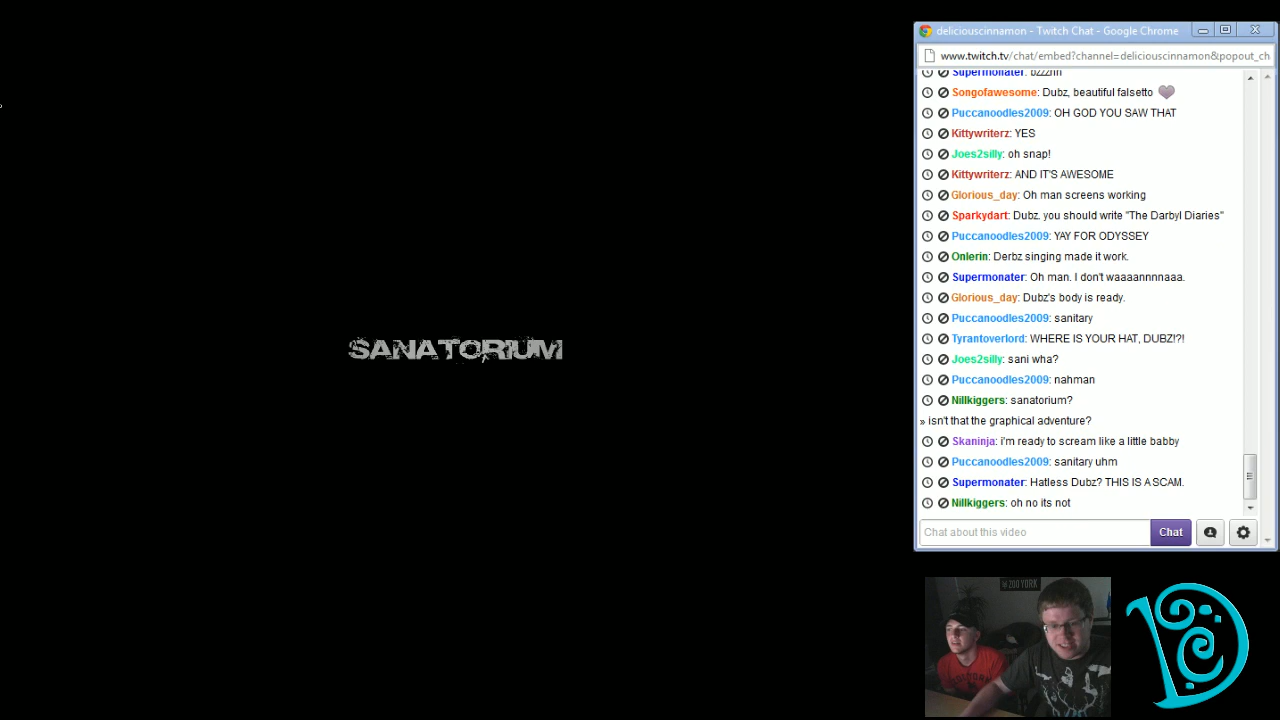 deliciouscinnamon - Twitch Chat - Google Chrome
www.twitch.tv/chat/embed?channel=deliciouscinnamon&popout_ch
Supermonater: bzzzhh
Songofawesome: Dubz, beautiful falsetto
Puccanoodles2009: OH GOD YOU SAW THAT
Kittywriterz: YES
Joes2silly: oh snap!
Kittywriterz: AND IT'S AWESOME
Glorious_day: Oh man screens working
Sparkydart: Dubz, you should write "The Darbyl Diaries"
Puccanoodles2009: YAY FOR ODYSSEY
Onlerin: Derbz singing made it work.
Supermonater: Oh man. I don't waaaannnnaaa.
Glorious_day: Dubz's body is ready.
Puccanoodles2009: sanitary
Tyrantoverlord: WHERE IS YOUR HAT, DUBZ!?!
Joes2silly: sani wha?
Puccanoodles2009: nahman
Nillkiggers: sanatorium?
» isn't that the graphical adventure?
Skaninja: i'm ready to scream like a little babby
Puccanoodles2009: sanitary uhm
Supermonater: Hatless Dubz? THIS IS A SCAM.
Nillkiggers: oh no its not
Chat about this video
Chat
SANATORIUM
ZOO YORK